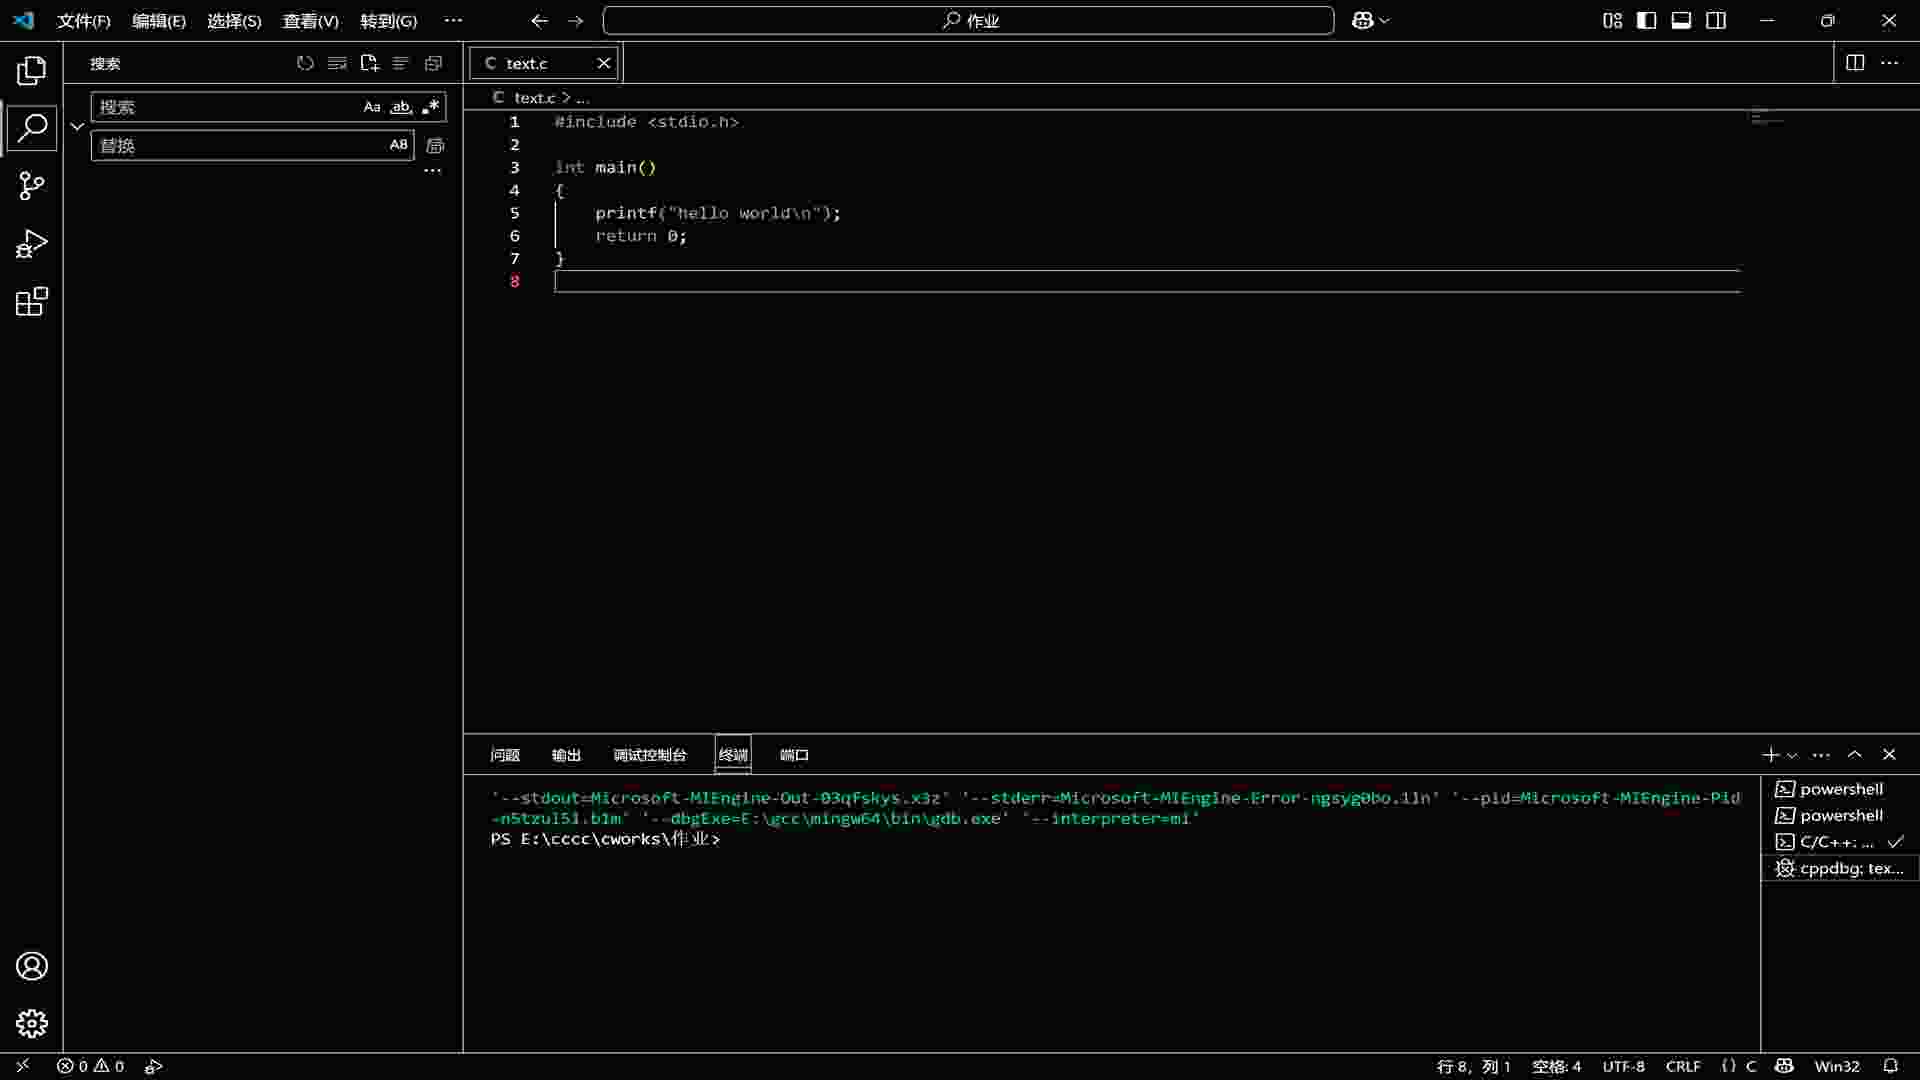 文件(F) 编辑(E) 选择(S) 查看(V) 转到(G) ··· 作业
搜索
搜索 Aa ab .*
替换 AB
···
text.c
text.c > ...
1 #include <stdio.h>
2
3 int main()
4 {
5 printf("hello world\n");
6 return 0;
7 }
8
问题 输出 调试控制台 终端 端口
'--stdout=Microsoft-MIEngine-Out-03qfskys.x3z' '--stderr=Microsoft-MIEngine-Error-ngsyg0bo.1ln' '--pid=Microsoft-MIEngine-Pid
-n5tzul5i.b1m' '--dbgExe=E:\gcc\mingw64\bin\gdb.exe' '--interpreter=mi'
PS E:\cccc\cworks\作业>
powershell
powershell
C/C++: ...
cppdbg: tex...
0 0 行 8，列 1 空格: 4 UTF-8 CRLF {} C Win32